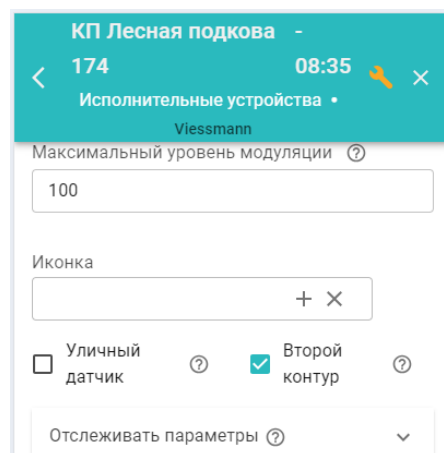 КП Лесная подкова -
174 08:35
Исполнительные устройства •
Viessmann
Максимальный уровень модуляции ?
100
Иконка
Уличный
датчик ?
Второй
контур ?
Отслеживать параметры ?